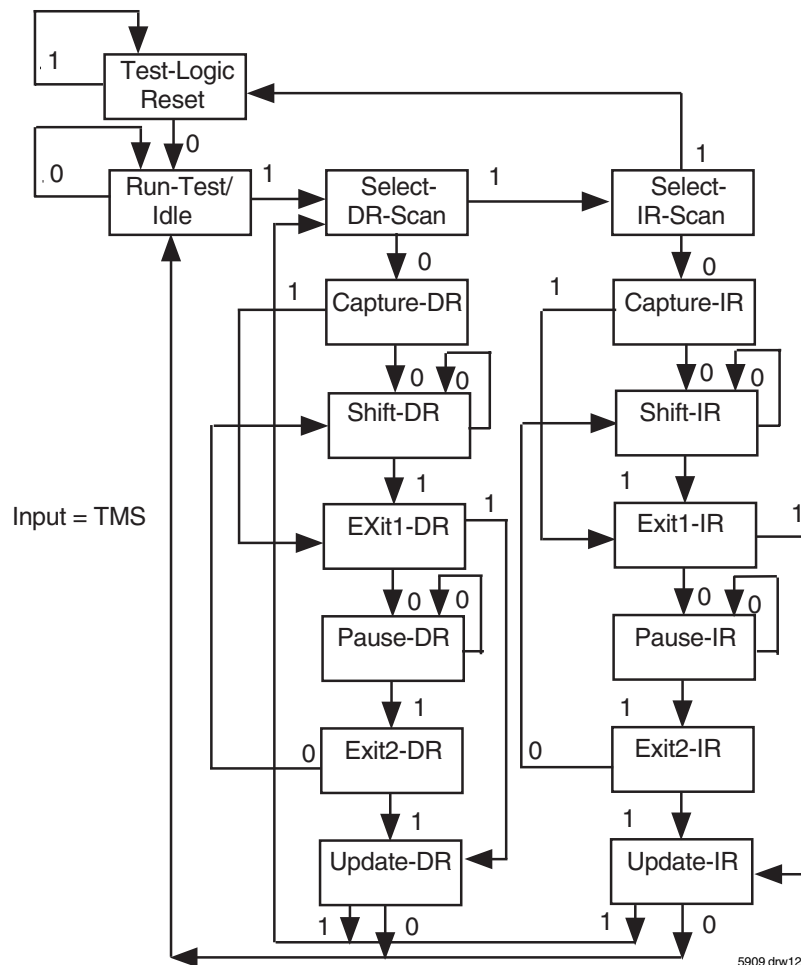 1
Test-Logic
Reset
0
0
Run-Test/
Idle
1
Select-
DR-Scan
1
1
Select-
IR-Scan
0
0
1
Capture-DR
1
Capture-IR
0
0
0
0
Shift-DR
Shift-IR
1
1
Input = TMS
EXit1-DR
1
Exit1-IR
1
0
0
0
0
Pause-DR
Pause-IR
1
1
0
Exit2-DR
0
Exit2-IR
1
1
Update-DR
Update-IR
1
0
1
0
5909 drw12